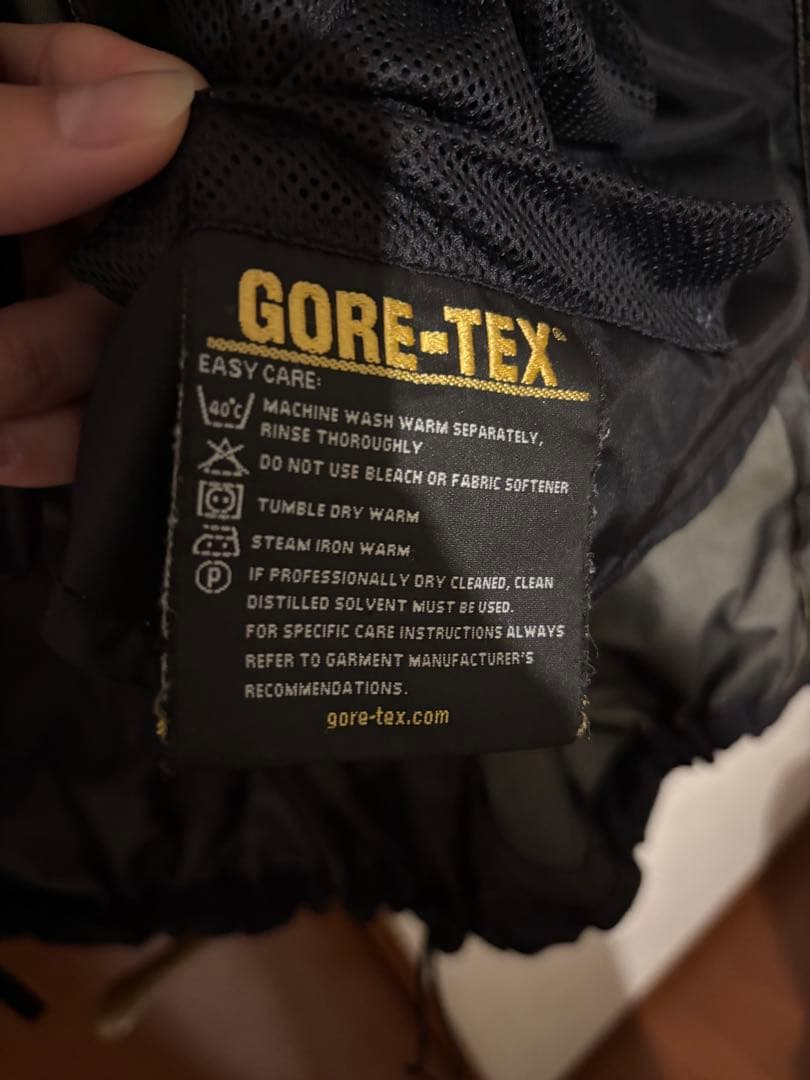 GORE-TEX®
EASY CARE:
40°C MACHINE WASH WARM SEPARATELY,
RINSE THOROUGHLY
DO NOT USE BLEACH OR FABRIC SOFTENER
TUMBLE DRY WARM
STEAM IRON WARM
P IF PROFESSIONALLY DRY CLEANED, CLEAN
DISTILLED SOLVENT MUST BE USED.
FOR SPECIFIC CARE INSTRUCTIONS ALWAYS
REFER TO GARMENT MANUFACTURER'S
RECOMMENDATIONS.
gore-tex.com